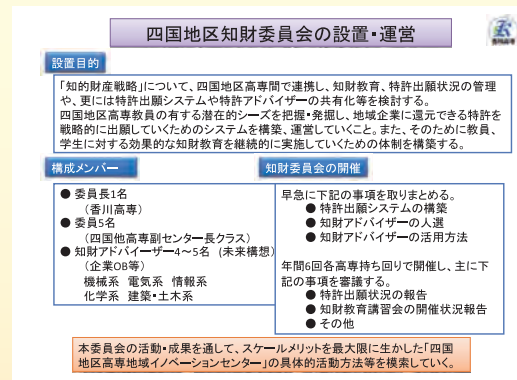 四国地区知財委員会の設置・運営
設置目的
「知的財産戦略」について、四国地区高専間で連携し、知財教育、特許出願状況の管理
や、更には特許出願システムや特許アドバイザーの共有化等を検討する。
四国地区高専教員の有する潜在的シーズを把握・発掘し、地域企業に還元できる特許を
戦略的に出願していくためのシステムを構築、運営していくこと。また、そのために教員、
学生に対する効果的な知財教育を継続的に実施していくための体制を構築する。
構成メンバー
● 委員長1名
（香川高専）
● 委員5名
（四国他高専副センター長クラス）
● 知財アドバイーザー4～5名 （未来構想）
（企業OB等）
機械系 電気系 情報系
化学系 建築・土木系
知財委員会の開催
早急に下記の事項を取りまとめる。
● 特許出願システムの構築
● 知財アドバイザーの人選
● 知財アドバイザーの活用方法
年間6回各高専持ち回りで開催し、主に下
記の事項を審議する。
● 特許出願状況の報告
● 知財教育講習会の開催状況報告
● その他
本委員会の活動・成果を通して、スケールメリットを最大限に生かした「四国
地区高専地域イノベーションセンター」の具体的活動方法等を模索していく。